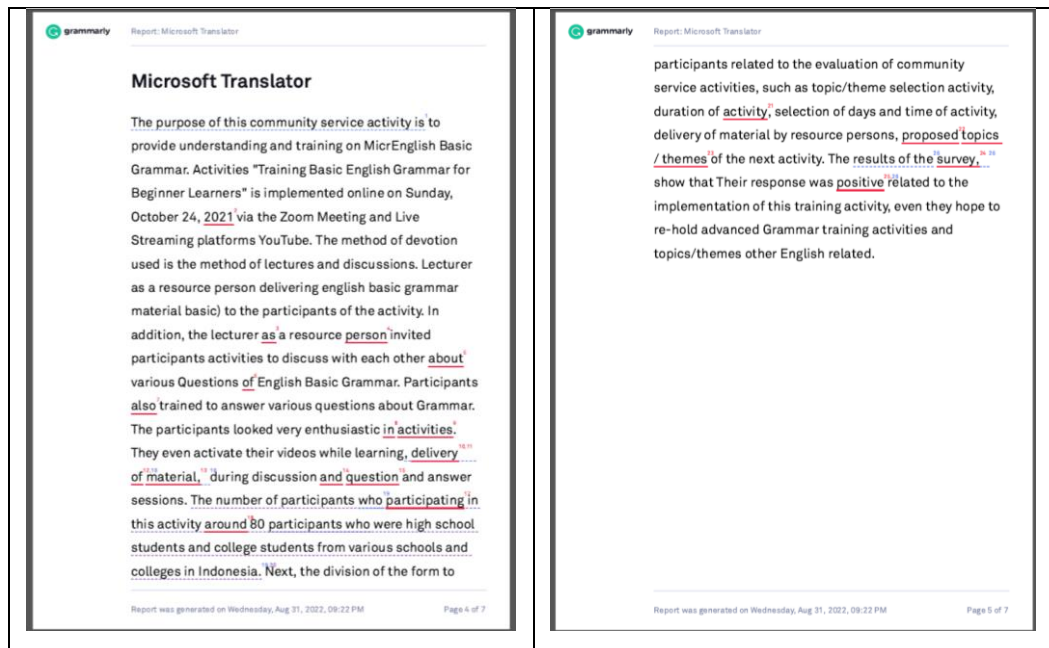 grammarly
Report: Microsoft Translator
Microsoft Translator
The purpose of this community service activity is to
provide understanding and training on MicrEnglish Basic
Grammar. Activities "Training Basic English Grammar for
Beginner Learners" is implemented online on Sunday,
October 24, 2021 via the Zoom Meeting and Live
Streaming platforms YouTube. The method of devotion
used is the method of lectures and discussions. Lecturer
as a resource person delivering english basic grammar
material basic) to the participants of the activity. In
addition, the lecturer as a resource person invited
participants activities to discuss with each other about
various Questions of English Basic Grammar. Participants
also trained to answer various questions about Grammar.
The participants looked very enthusiastic in activities.
They even activate their videos while learning, delivery
of material, during discussion and question and answer
sessions. The number of participants who participating in
this activity around 80 participants who were high school
students and college students from various schools and
colleges in Indonesia. Next, the division of the form to
Report was generated on Wednesday, Aug 31, 2022, 09:22 PM
Page 4 of 7
grammarly
Report: Microsoft Translator
participants related to the evaluation of community
service activities, such as topic/theme selection activity,
duration of activity, selection of days and time of activity,
delivery of material by resource persons, proposed topics
/ themes of the next activity. The results of the survey,
show that Their response was positive related to the
implementation of this training activity, even they hope to
re-hold advanced Grammar training activities and
topics/themes other English related.
Report was generated on Wednesday, Aug 31, 2022, 09:22 PM
Page 5 of 7